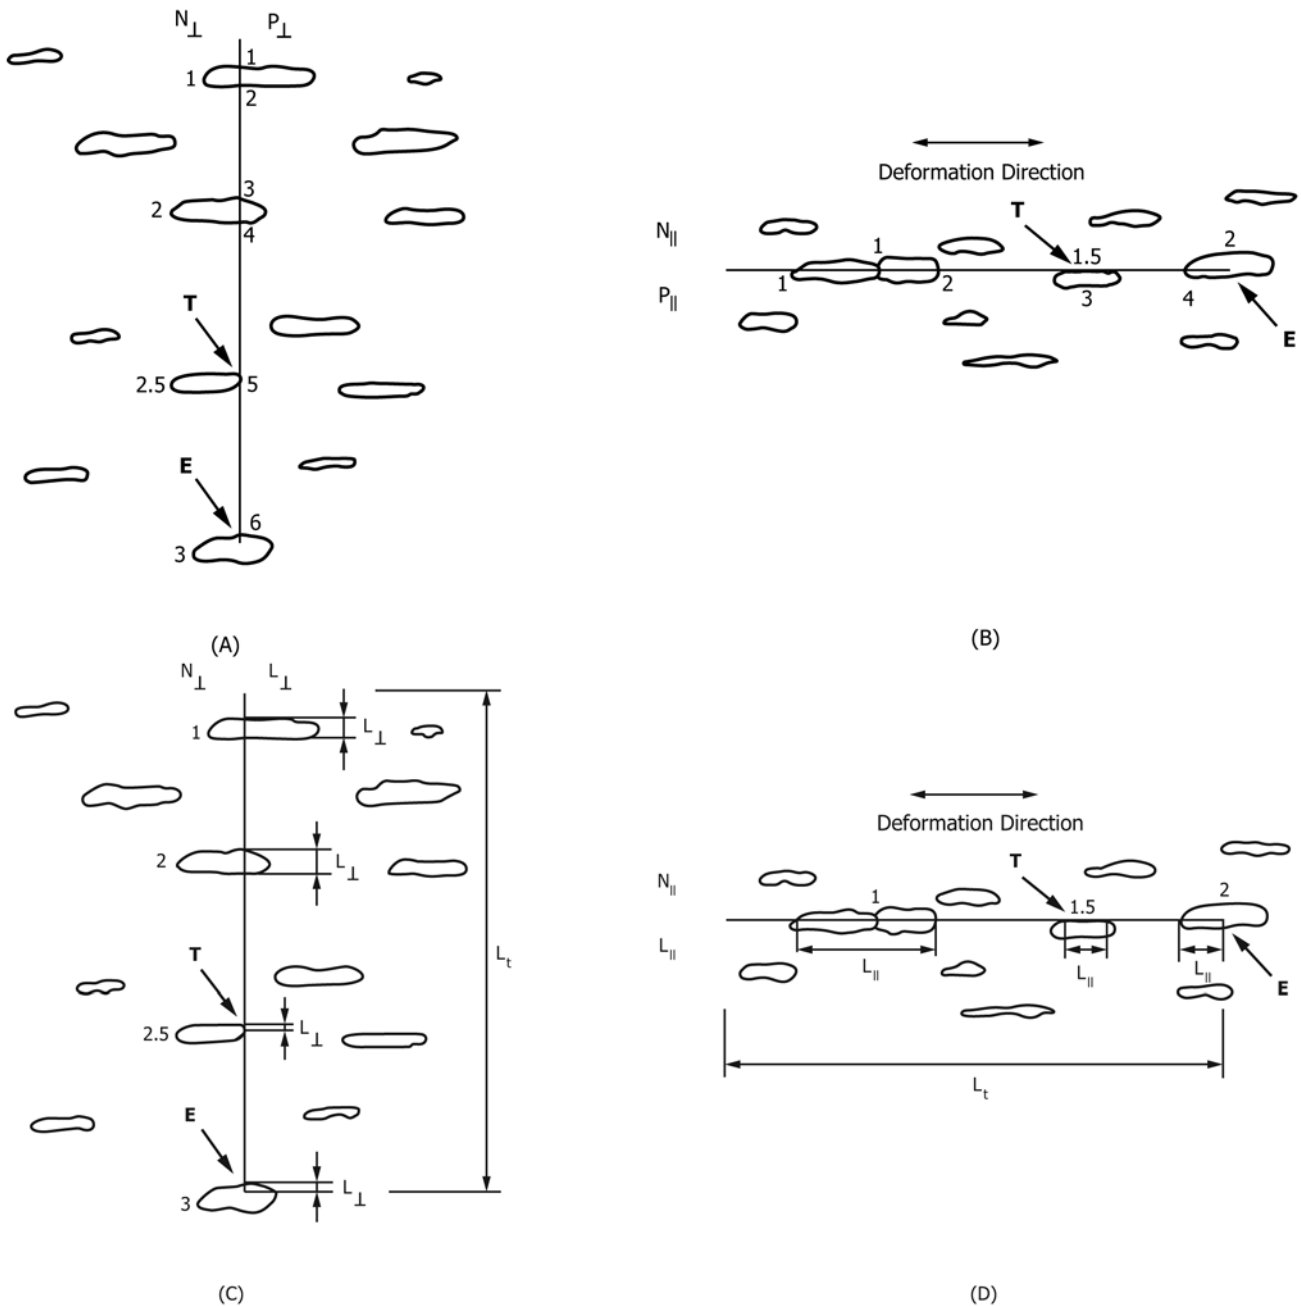 N⊥ P⊥
1
1
2
3
2
4
T
2.5 5
E
6
3
(A)
Deformation Direction
T
N||
1
1.5
2
P||
1
2
3
4
E
(B)
N⊥ L⊥
1
L⊥
2
L⊥
T
2.5
L⊥
Lt
E
3
L⊥
(C)
Deformation Direction
T
N||
1
1.5
2
L||
L||
L||
L||
E
Lt
(D)